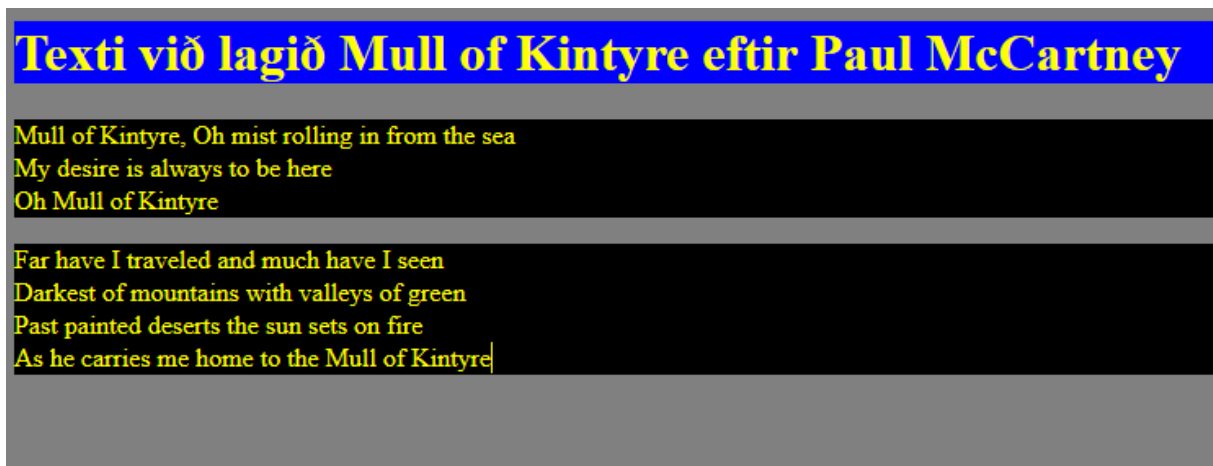 Texti við lagið Mull of Kintyre eftir Paul McCartney
Mull of Kintyre, Oh mist rolling in from the sea
My desire is always to be here
Oh Mull of Kintyre
Far have I traveled and much have I seen
Darkest of mountains with valleys of green
Past painted deserts the sun sets on fire
As he carries me home to the Mull of Kintyre